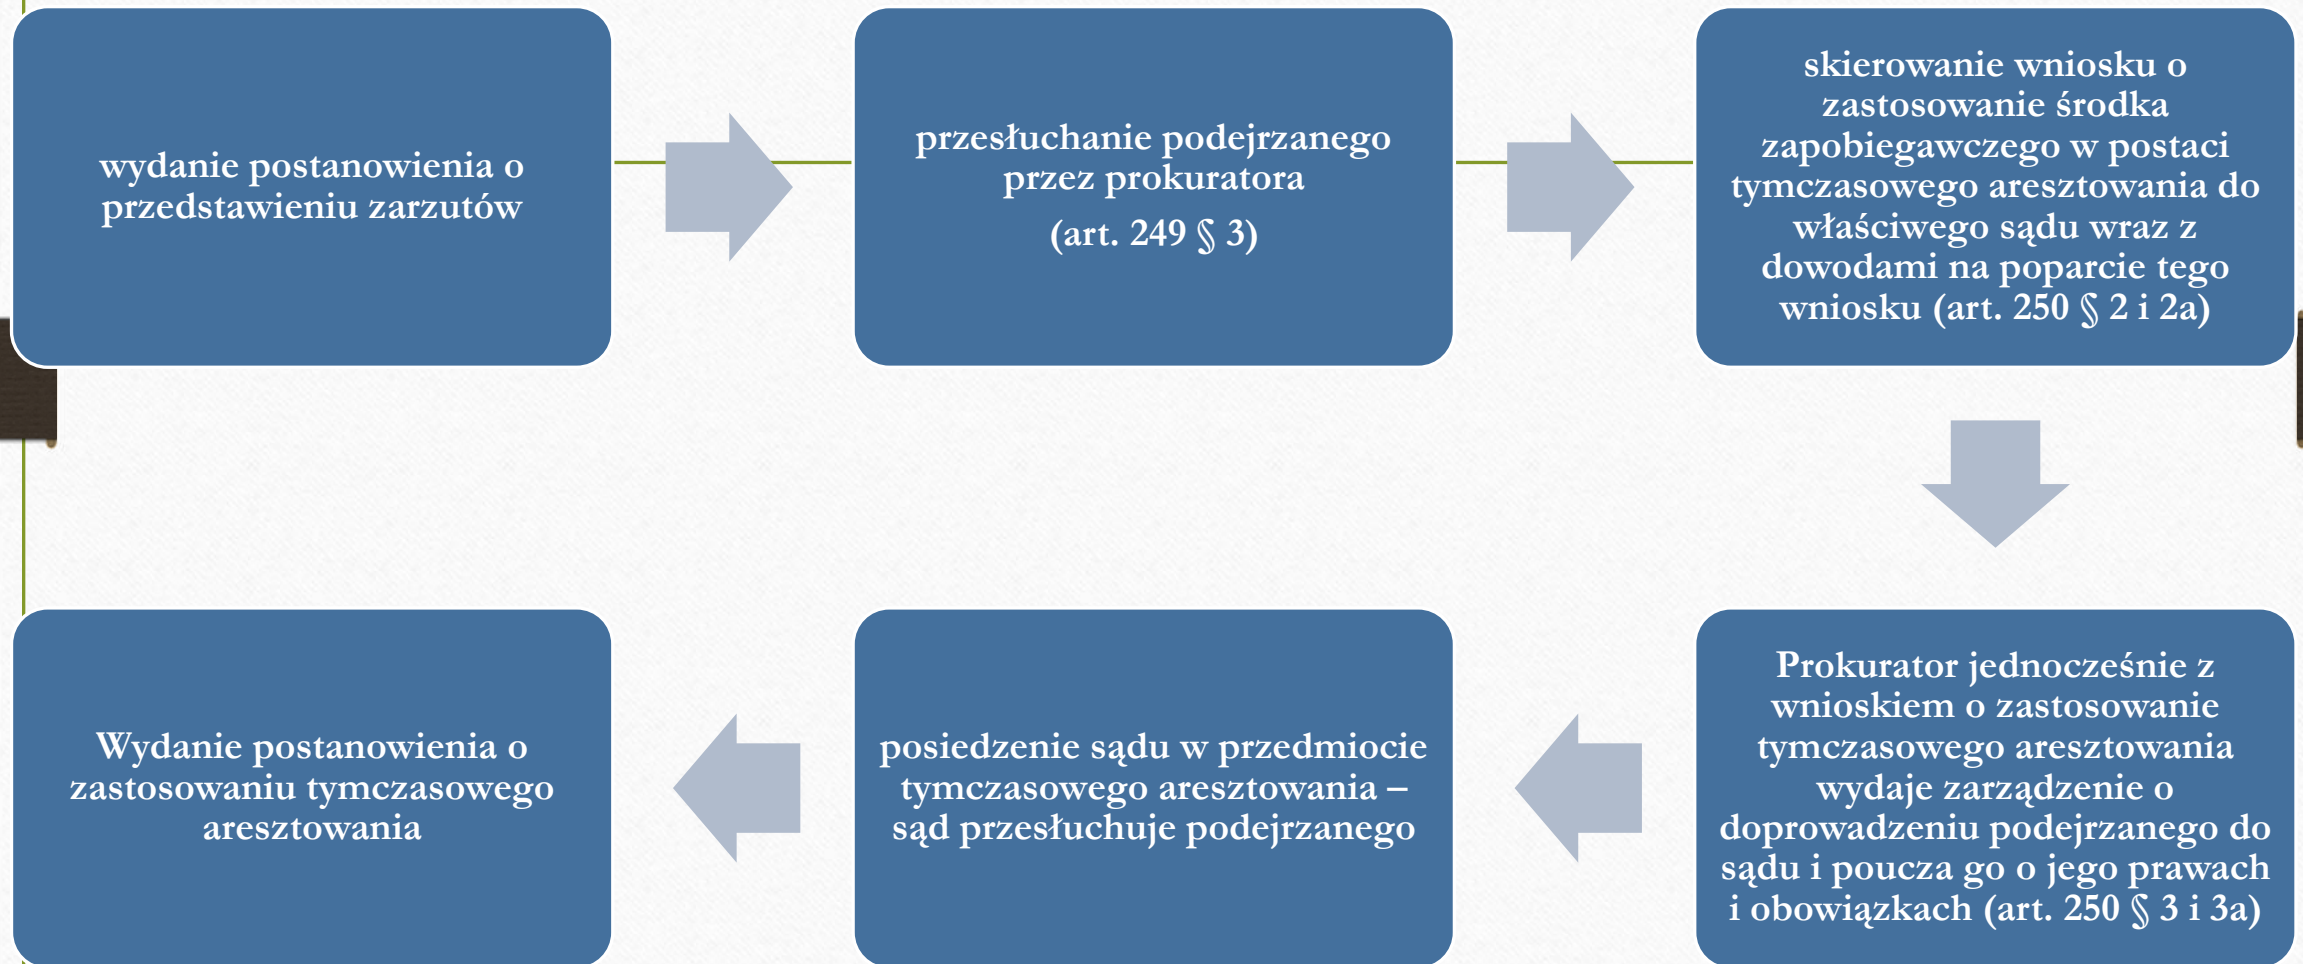 wydanie postanowienia o
przedstawieniu zarzutów
przesłuchanie podejrzanego
przez prokuratora
(art. 249 § 3)
skierowanie wniosku o
zastosowanie środka
zapobiegawczego w postaci
tymczasowego aresztowania do
właściwego sądu wraz z
dowodami na poparcie tego
wniosku (art. 250 § 2 i 2a)
Prokurator jednocześnie z
wnioskiem o zastosowanie
tymczasowego aresztowania
wydaje zarządzenie o
doprowadzeniu podejrzanego do
sądu i poucza go o jego prawach
i obowiązkach (art. 250 § 3 i 3a)
posiedzenie sądu w przedmiocie
tymczasowego aresztowania –
sąd przesłuchuje podejrzanego
Wydanie postanowienia o
zastosowaniu tymczasowego
aresztowania